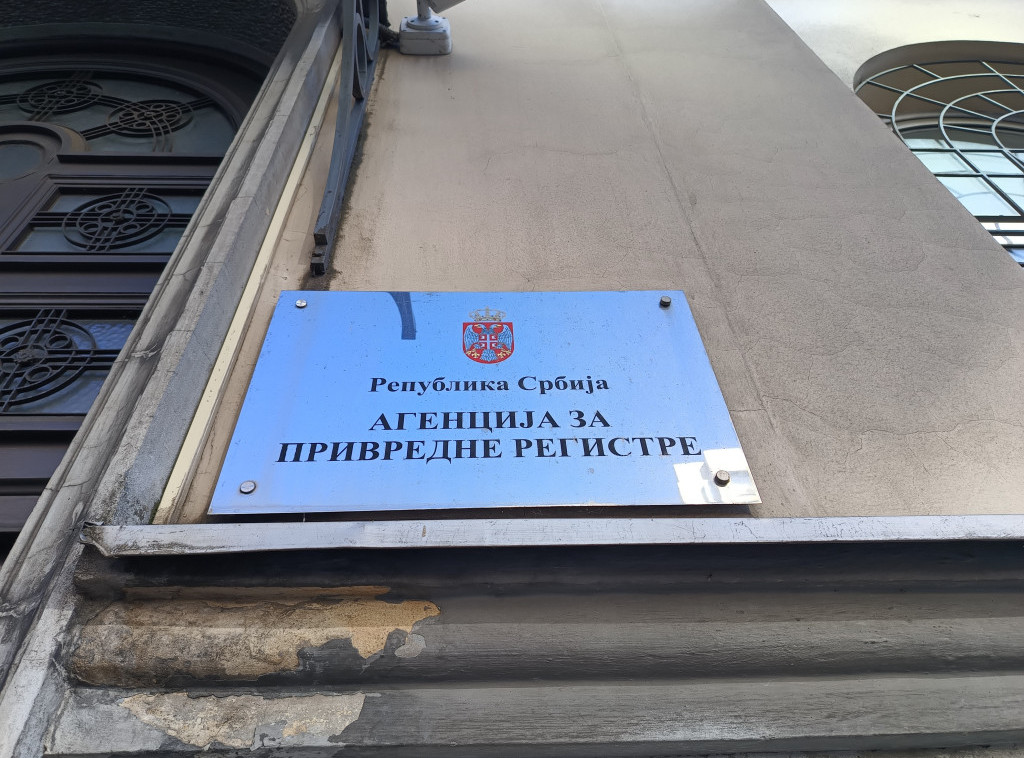 Република Србија
АГЕНЦИЈА ЗА
ПРИВРЕДНЕ РЕГИСТРЕ